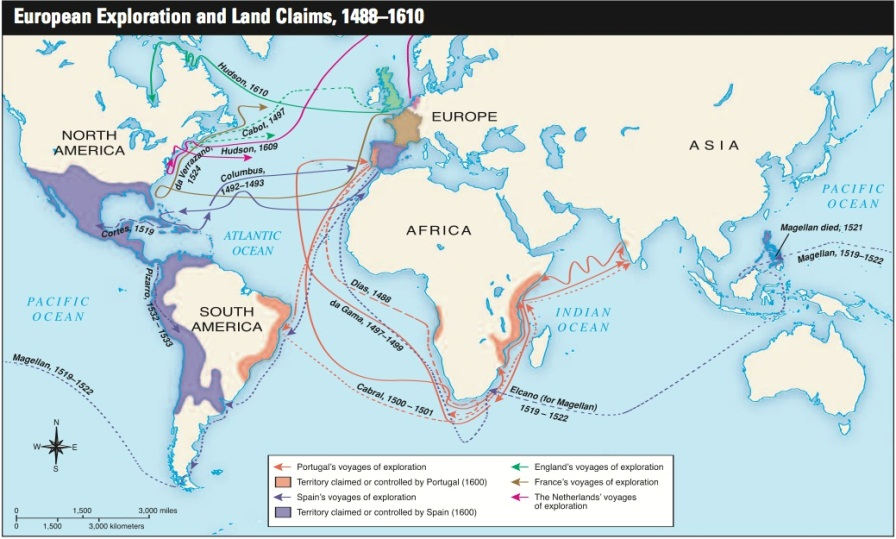 European Exploration and Land Claims, 1488–1610
Hudson, 1610
Cabol, 1497
EUROPE
NORTH
AMERICA
Hudson, 1609
da Verrazano,
1524
ASIA
Columbus,
1492–1493
PACIFIC
OCEAN
Magellan died, 1521
Cortés, 1519
ATLANTIC
OCEAN
AFRICA
Magellan, 1519–1522
Pizarro, 1532–1533
Dias, 1488
PACIFIC
OCEAN
SOUTH
AMERICA
da Gama, 1497–1499
INDIAN
OCEAN
Magellan, 1519–1522
Cabral, 1500–1501
Elcano (for Magellan)
1519–1522
N
W
E
S
Portugal's voyages of exploration
Territory claimed or controlled by Portugal (1600)
Spain's voyages of exploration
Territory claimed or controlled by Spain (1600)
England's voyages of exploration
France's voyages of exploration
The Netherlands' voyages
of exploration
0 1,500 3,000 miles
0 1,500 3,000 kilometers